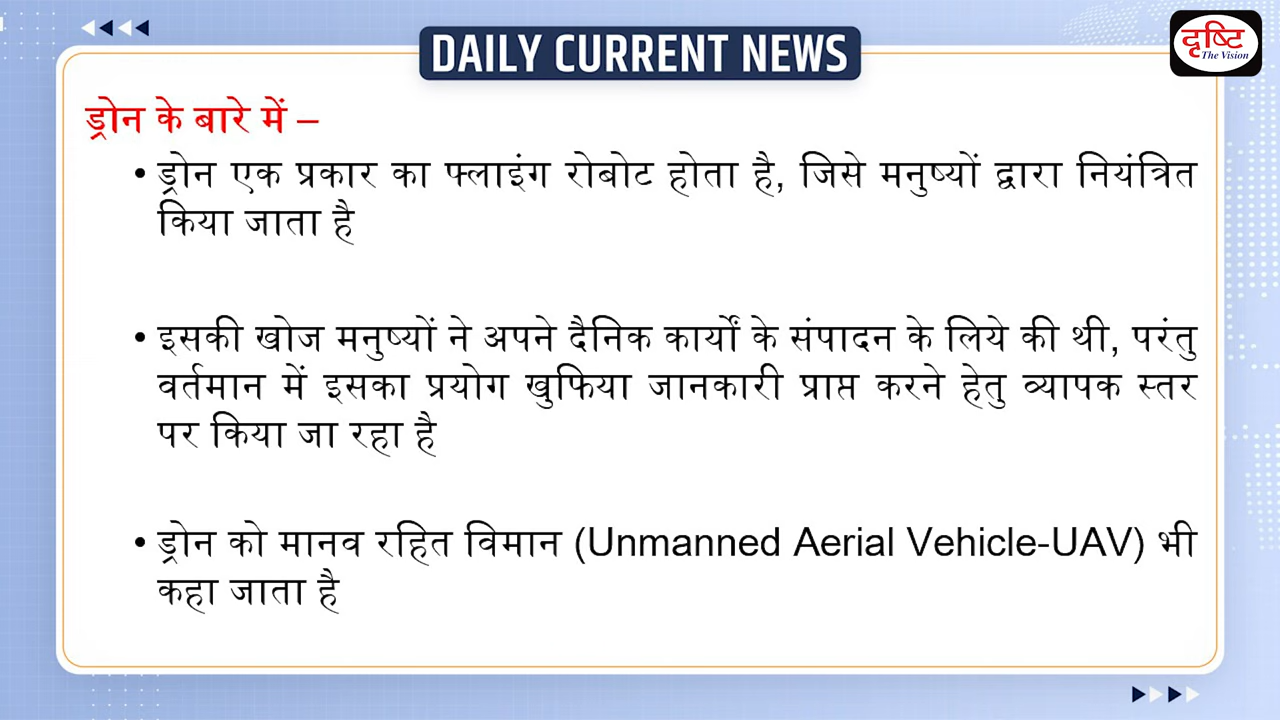 DAILY CURRENT NEWS
दृष्टि
The Vision
ड्रोन के बारे में –
• ड्रोन एक प्रकार का फ्लाइंग रोबोट होता है, जिसे मनुष्यों द्वारा नियंत्रित
किया जाता है
• इसकी खोज मनुष्यों ने अपने दैनिक कार्यों के संपादन के लिये की थी, परंतु
वर्तमान में इसका प्रयोग खुफिया जानकारी प्राप्त करने हेतु व्यापक स्तर
पर किया जा रहा है
• ड्रोन को मानव रहित विमान (Unmanned Aerial Vehicle-UAV) भी
कहा जाता है